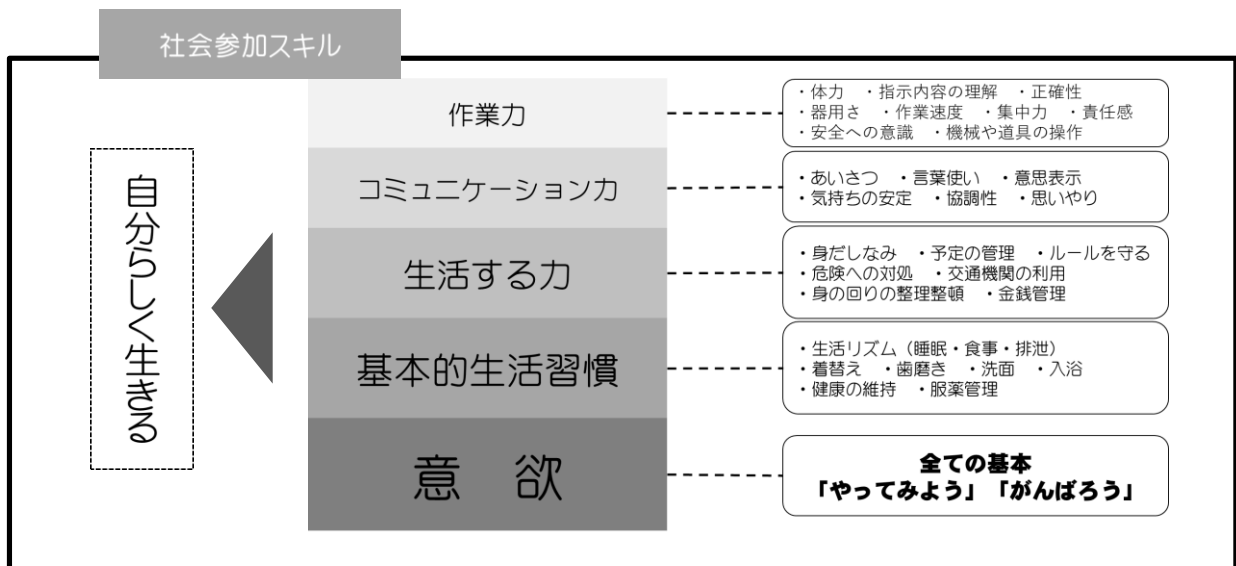 社会参加スキル
自分らしく生きる
作業力
・体力 ・指示内容の理解 ・正確性
・器用さ ・作業速度 ・集中力 ・責任感
・安全への意識 ・機械や道具の操作
コミュニケーション力
・あいさつ ・言葉使い ・意思表示
・気持ちの安定 ・協調性 ・思いやり
生活する力
・身だしなみ ・予定の管理 ・ルールを守る
・危険への対処 ・交通機関の利用
・身の回りの整理整頓 ・金銭管理
基本的生活習慣
・生活リズム（睡眠・食事・排泄）
・着替え ・歯磨き ・洗面 ・入浴
・健康の維持 ・服薬管理
意 欲
全ての基本
「やってみよう」「がんばろう」